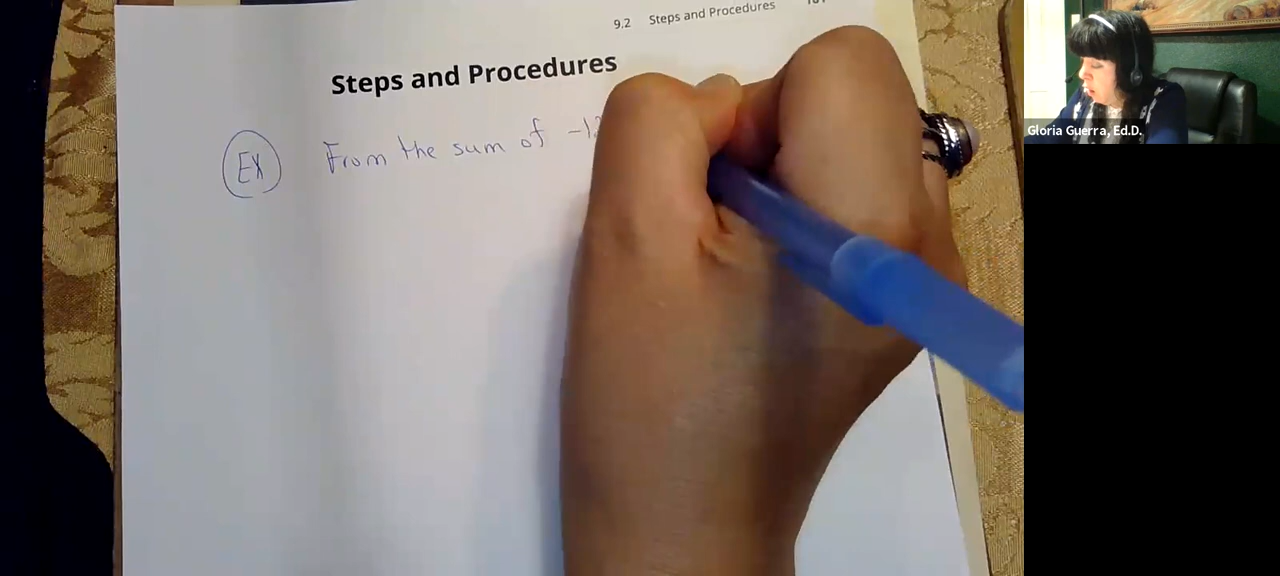 9.2 Steps and Procedures
Steps and Procedures
EX From the sum of
Gloria Guerra, Ed.D.